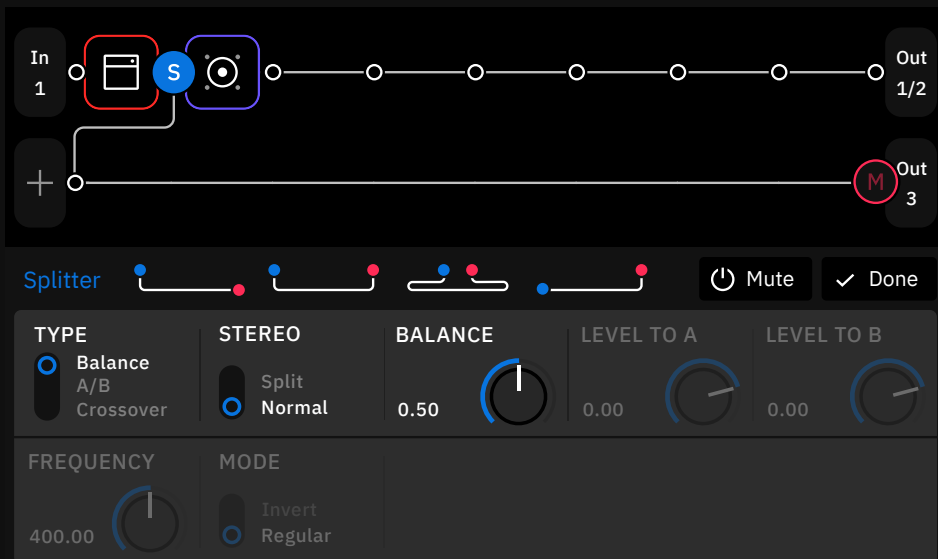 In
1
S
Out
1/2
M
Out
3
Splitter
Mute
Done
TYPE
STEREO
BALANCE
LEVEL TO A
LEVEL TO B
Balance
A/B
Crossover
Split
Normal
0.50
0.00
0.00
FREQUENCY
MODE
400.00
Invert
Regular